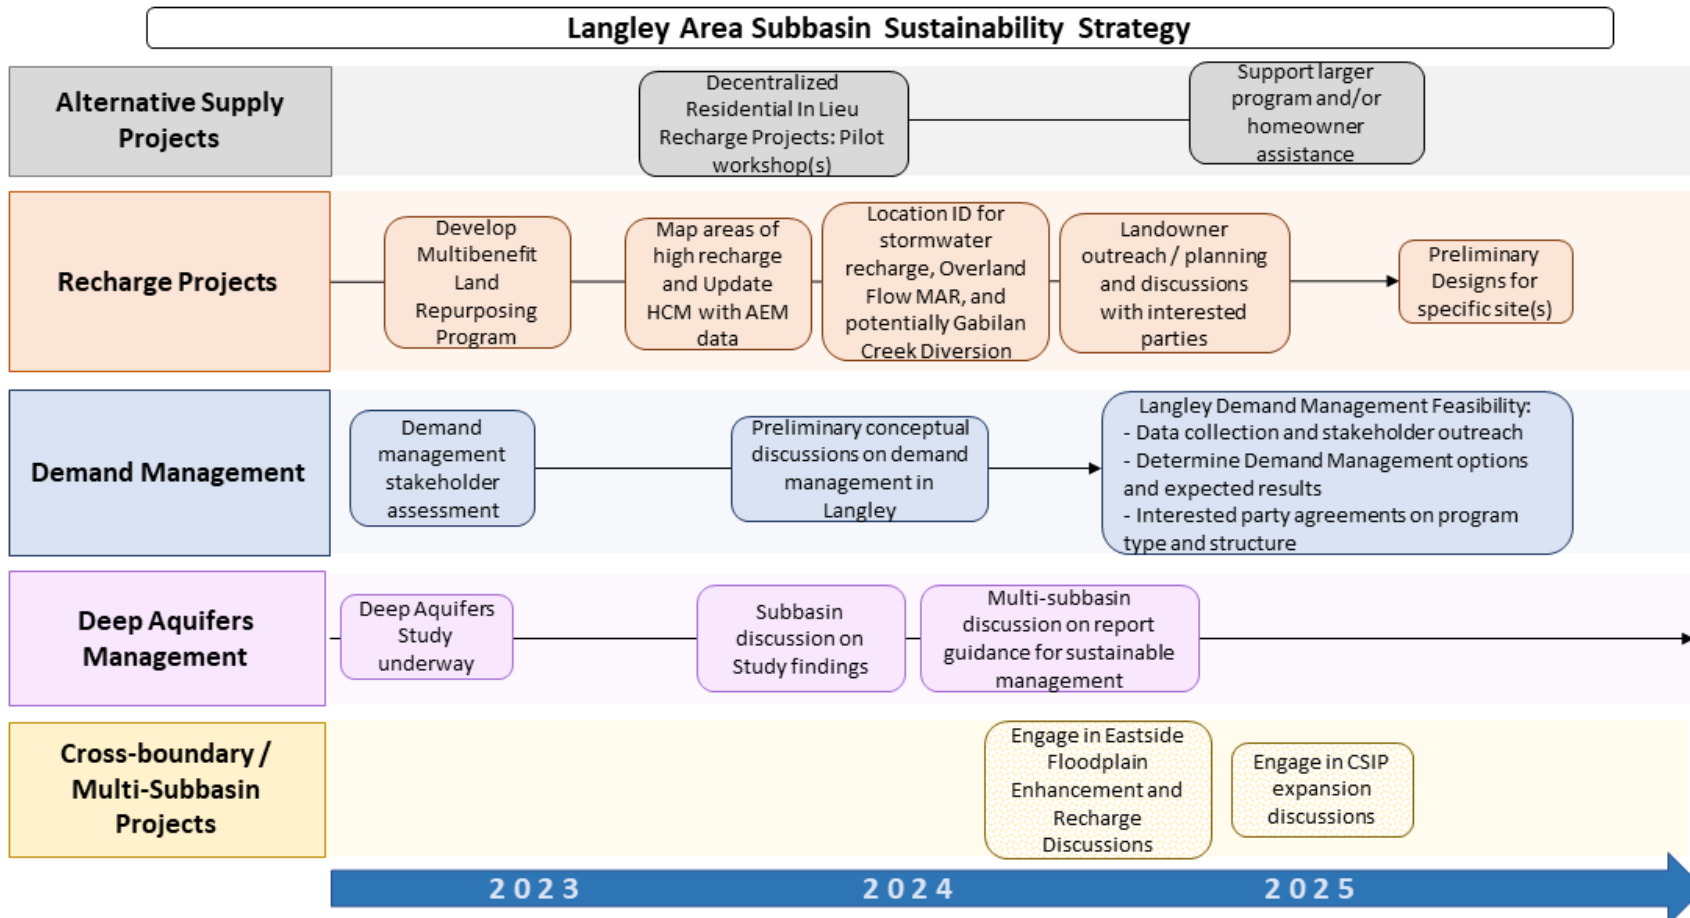 Langley Area Subbasin Sustainability Strategy
Alternative Supply
Projects
Decentralized
Residential In Lieu
Recharge Projects: Pilot
workshop(s)
Support larger
program and/or
homeowner
assistance
Recharge Projects
Develop
Multibenefit
Land
Repurposing
Program
Map areas of
high recharge
and Update
HCM with AEM
data
Location ID for
stormwater
recharge, Overland
Flow MAR, and
potentially Gabilan
Creek Diversion
Landowner
outreach / planning
and discussions
with interested
parties
Preliminary
Designs for
specific site(s)
Demand Management
Demand
management
stakeholder
assessment
Preliminary conceptual
discussions on demand
management in
Langley
Langley Demand Management Feasibility:
- Data collection and stakeholder outreach
- Determine Demand Management options
and expected results
- Interested party agreements on program
type and structure
Deep Aquifers
Management
Deep Aquifers
Study
underway
Subbasin
discussion on
Study findings
Multi-subbasin
discussion on report
guidance for sustainable
management
Cross-boundary /
Multi-Subbasin
Projects
Engage in Eastside
Floodplain
Enhancement and
Recharge
Discussions
Engage in CSIP
expansion
discussions
2023
2024
2025